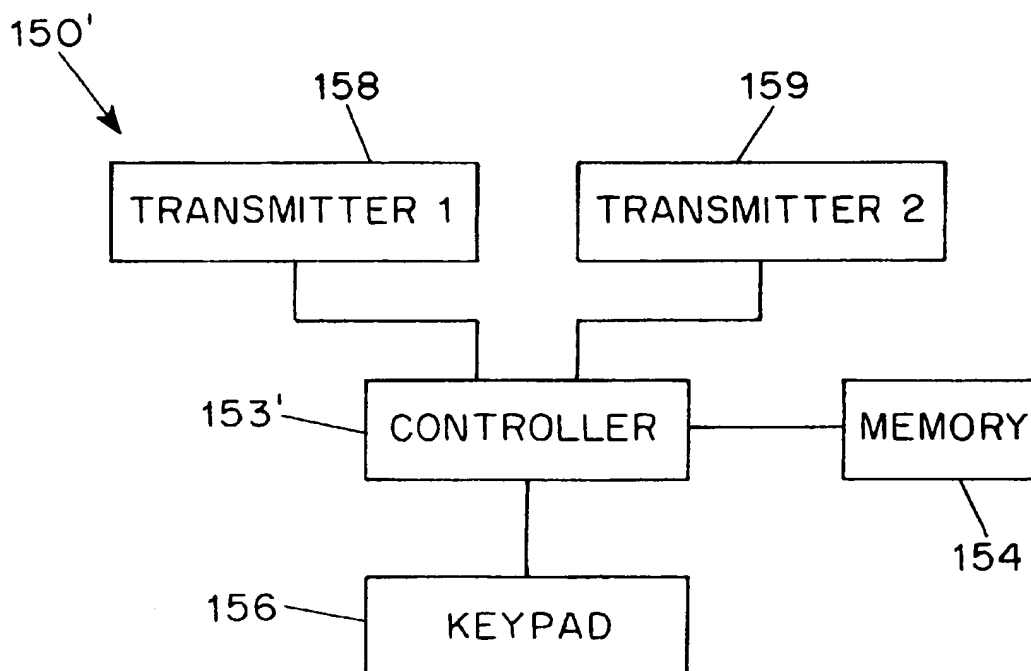 150'
158
159
TRANSMITTER 1
TRANSMITTER 2
153'
CONTROLLER
MEMORY
154
156
KEYPAD